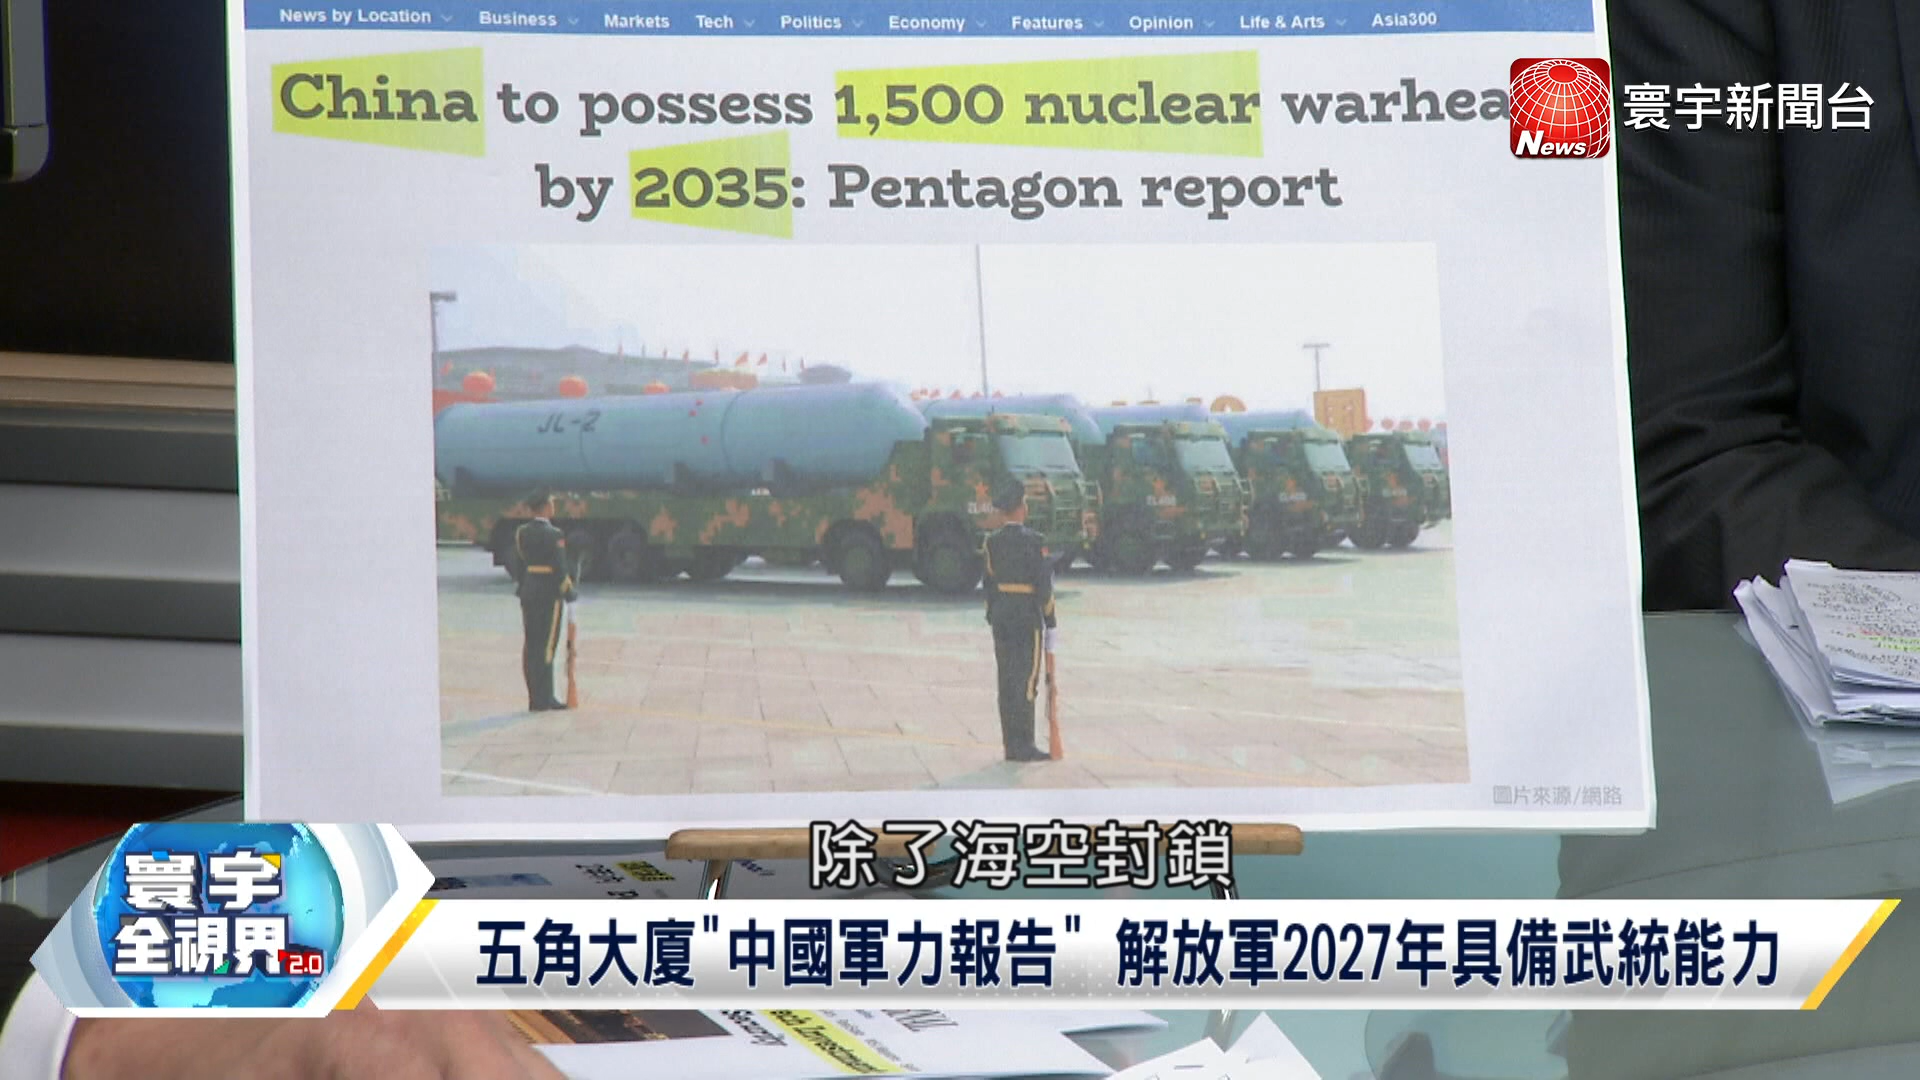 News by Location Business Markets Tech Politics Economy Features Opinion Life & Arts Asia300
China to possess 1,500 nuclear warhea
by 2035: Pentagon report
News 寰宇新聞台
JL-2
圖片來源/網路
除了海空封鎖
寰宇
全視界2.0
五角大廈"中國軍力報告" 解放軍2027年具備武統能力
Security